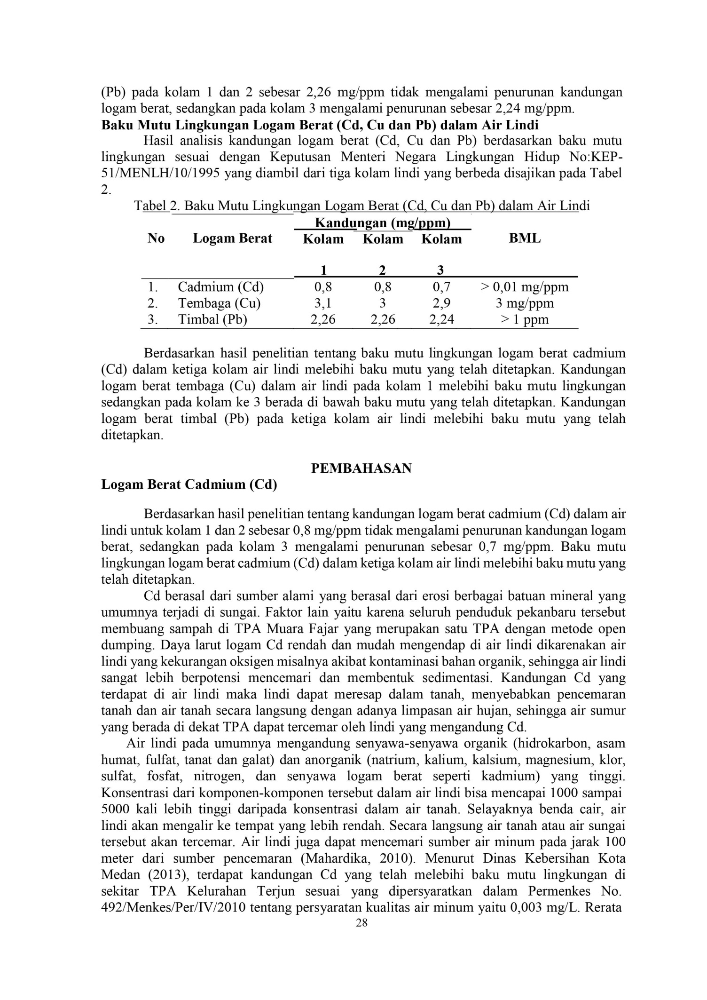 (Pb) pada kolam 1 dan 2 sebesar 2,26 mg/ppm tidak mengalami penurunan kandungan
logam berat, sedangkan pada kolam 3 mengalami penurunan sebesar 2,24 mg/ppm.
Baku Mutu Lingkungan Logam Berat (Cd, Cu dan Pb) dalam Air Lindi
Hasil analisis kandungan logam berat (Cd, Cu dan Pb) berdasarkan baku mutu
lingkungan sesuai dengan Keputusan Menteri Negara Lingkungan Hidup No:KEP-
51/MENLH/10/1995 yang diambil dari tiga kolam lindi yang berbeda disajikan pada Tabel
2.
Tabel 2. Baku Mutu Lingkungan Logam Berat (Cd, Cu dan Pb) dalam Air Lindi
Kandungan (mg/ppm)
No Logam Berat Kolam Kolam Kolam BML
1 2 3
1. Cadmium (Cd) 0,8 0,8 0,7 > 0,01 mg/ppm
2. Tembaga (Cu) 3,1 3 2,9 3 mg/ppm
3. Timbal (Pb) 2,26 2,26 2,24 > 1 ppm
Berdasarkan hasil penelitian tentang baku mutu lingkungan logam berat cadmium
(Cd) dalam ketiga kolam air lindi melebihi baku mutu yang telah ditetapkan. Kandungan
logam berat tembaga (Cu) dalam air lindi pada kolam 1 melebihi baku mutu lingkungan
sedangkan pada kolam ke 3 berada di bawah baku mutu yang telah ditetapkan. Kandungan
logam berat timbal (Pb) pada ketiga kolam air lindi melebihi baku mutu yang telah
ditetapkan.
PEMBAHASAN
Logam Berat Cadmium (Cd)
Berdasarkan hasil penelitian tentang kandungan logam berat cadmium (Cd) dalam air
lindi untuk kolam 1 dan 2 sebesar 0,8 mg/ppm tidak mengalami penurunan kandungan logam
berat, sedangkan pada kolam 3 mengalami penurunan sebesar 0,7 mg/ppm. Baku mutu
lingkungan logam berat cadmium (Cd) dalam ketiga kolam air lindi melebihi baku mutu yang
telah ditetapkan.
Cd berasal dari sumber alami yang berasal dari erosi berbagai batuan mineral yang
umumnya terjadi di sungai. Faktor lain yaitu karena seluruh penduduk pekanbaru tersebut
membuang sampah di TPA Muara Fajar yang merupakan satu TPA dengan metode open
dumping. Daya larut logam Cd rendah dan mudah mengendap di air lindi dikarenakan air
lindi yang kekurangan oksigen misalnya akibat kontaminasi bahan organik, sehingga air lindi
sangat lebih berpotensi mencemari dan membentuk sedimentasi. Kandungan Cd yang
terdapat di air lindi maka lindi dapat meresap dalam tanah, menyebabkan pencemaran
tanah dan air tanah secara langsung dengan adanya limpasan air hujan, sehingga air sumur
yang berada di dekat TPA dapat tercemar oleh lindi yang mengandung Cd.
Air lindi pada umumnya mengandung senyawa-senyawa organik (hidrokarbon, asam
humat, fulfat, tanat dan galat) dan anorganik (natrium, kalium, kalsium, magnesium, klor,
sulfat, fosfat, nitrogen, dan senyawa logam berat seperti kadmium) yang tinggi.
Konsentrasi dari komponen-komponen tersebut dalam air lindi bisa mencapai 1000 sampai
5000 kali lebih tinggi daripada konsentrasi dalam air tanah. Selayaknya benda cair, air
lindi akan mengalir ke tempat yang lebih rendah. Secara langsung air tanah atau air sungai
tersebut akan tercemar. Air lindi juga dapat mencemari sumber air minum pada jarak 100
meter dari sumber pencemaran (Mahardika, 2010). Menurut Dinas Kebersihan Kota
Medan (2013), terdapat kandungan Cd yang telah melebihi baku mutu lingkungan di
sekitar TPA Kelurahan Terjun sesuai yang dipersyaratkan dalam Permenkes No.
492/Menkes/Per/IV/2010 tentang persyaratan kualitas air minum yaitu 0,003 mg/L. Rerata
28